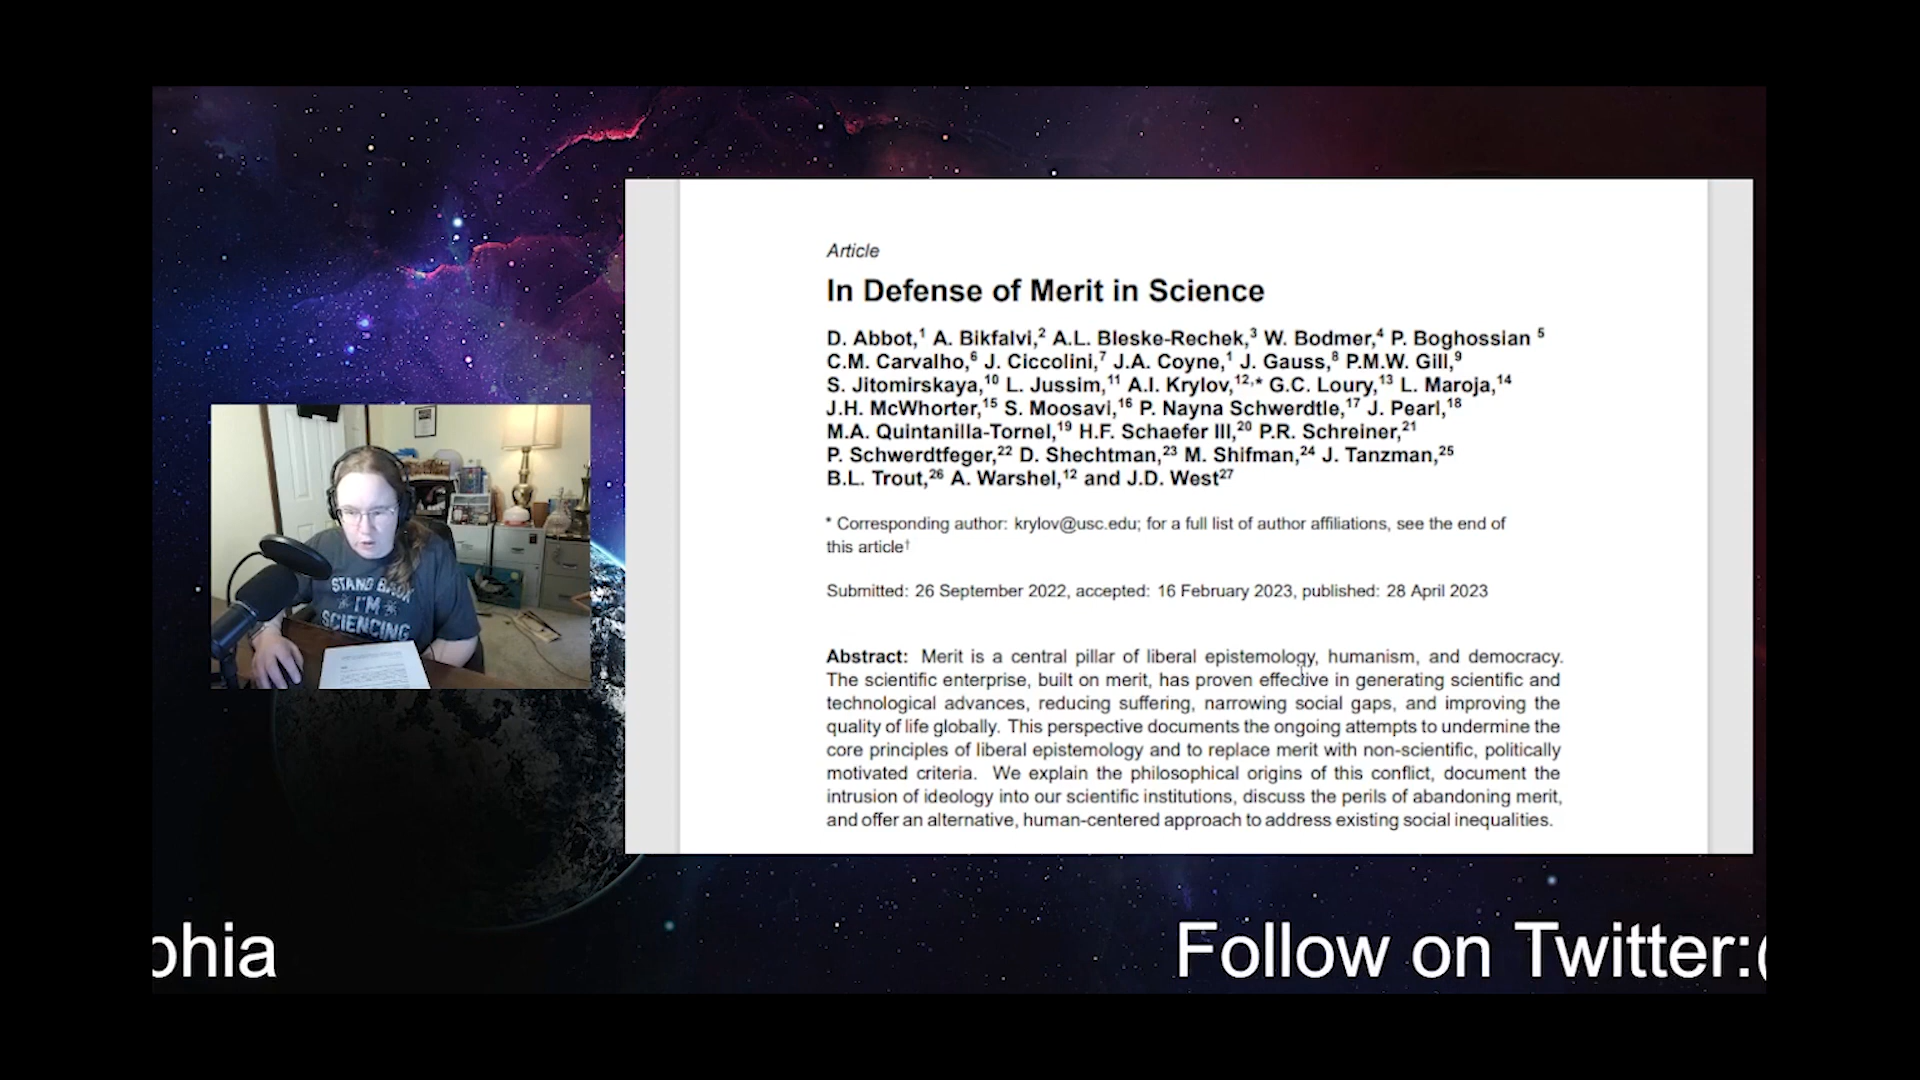 Article
In Defense of Merit in Science
D. Abbot,1 A. Bikfalvi,2 A.L. Bleske-Rechek,3 W. Bodmer,4 P. Boghossian 5
C.M. Carvalho,6 J. Ciccolini,7 J.A. Coyne,1 J. Gauss,8 P.M.W. Gill,9
S. Jitomirskaya,10 L. Jussim,11 A.I. Krylov,12,* G.C. Loury,13 L. Maroja,14
J.H. McWhorter,15 S. Moosavi,16 P. Nayna Schwerdtle,17 J. Pearl,18
M.A. Quintanilla-Tornel,19 H.F. Schaefer III,20 P.R. Schreiner,21
P. Schwerdtfeger,22 D. Shechtman,23 M. Shifman,24 J. Tanzman,25
B.L. Trout,26 A. Warshel,12 and J.D. West27
* Corresponding author: krylov@usc.edu; for a full list of author affiliations, see the end of
this article†
Submitted: 26 September 2022, accepted: 16 February 2023, published: 28 April 2023
Abstract: Merit is a central pillar of liberal epistemology, humanism, and democracy.
The scientific enterprise, built on merit, has proven effective in generating scientific and
technological advances, reducing suffering, narrowing social gaps, and improving the
quality of life globally. This perspective documents the ongoing attempts to undermine the
core principles of liberal epistemology and to replace merit with non-scientific, politically
motivated criteria. We explain the philosophical origins of this conflict, document the
intrusion of ideology into our scientific institutions, discuss the perils of abandoning merit,
and offer an alternative, human-centered approach to address existing social inequalities.
STAND BACK
I'M
SCIENCING
phia
Follow on Twitter:@